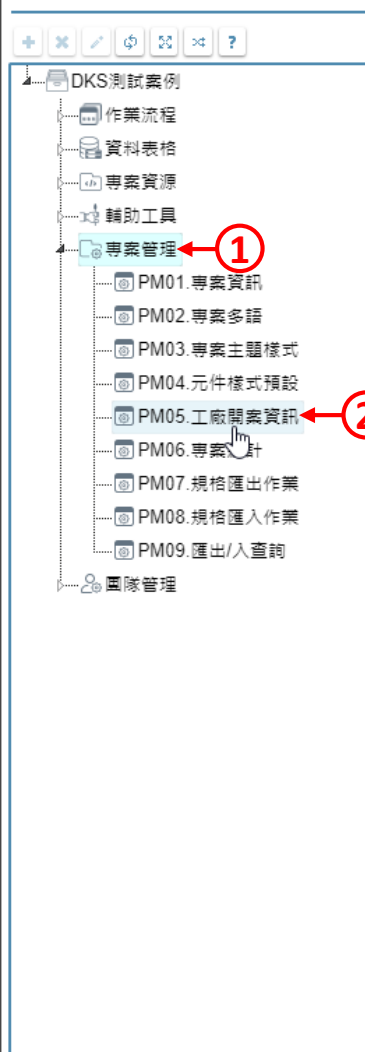 ?
DKS測試案例
作業流程
資料表格
專案資源
輔助工具
專案管理 1
PM01.專案資訊
PM02.專案多語
PM03.專案主題樣式
PM04.元件樣式預設
PM05.工廠開案資訊 2
PM06.專案計
PM07.規格匯出作業
PM08.規格匯入作業
PM09.匯出/入查詢
團隊管理